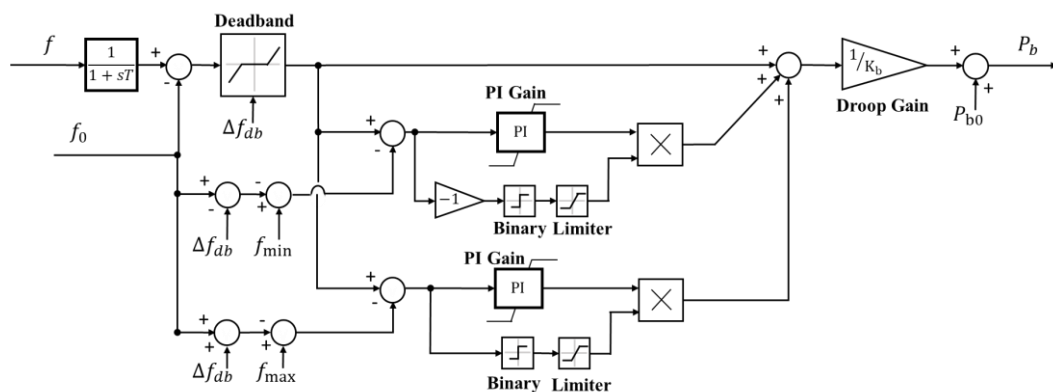 Deadband
f
1
1 + sT
+
-
Δf_db
f_0
+
+
+
1/K_b
Droop Gain
+
+
P_b
P_b0
PI Gain
PI
+
-
-1
Binary
Limiter
×
+
-
-
+
Δf_db
f_min
PI Gain
PI
+
-
Binary
Limiter
×
+
+
-
+
Δf_db
f_max